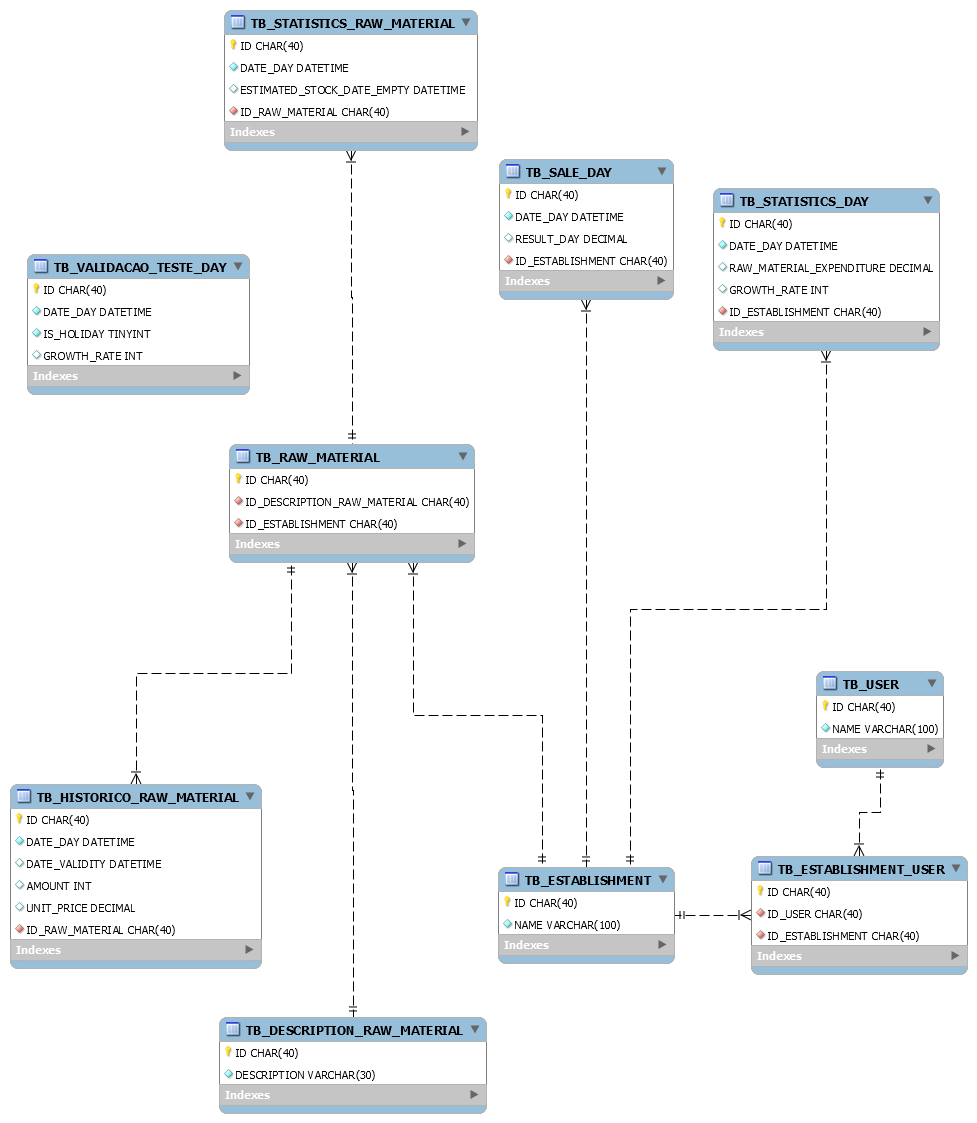 TB_STATISTICS_RAW_MATERIAL
ID CHAR(40)
DATE_DAY DATETIME
ESTIMATED_STOCK_DATE_EMPTY DATETIME
ID_RAW_MATERIAL CHAR(40)
Indexes
TB_SALE_DAY
ID CHAR(40)
DATE_DAY DATETIME
RESULT_DAY DECIMAL
ID_ESTABLISHMENT CHAR(40)
Indexes
TB_STATISTICS_DAY
ID CHAR(40)
DATE_DAY DATETIME
RAW_MATERIAL_EXPENDITURE DECIMAL
GROWTH_RATE INT
ID_ESTABLISHMENT CHAR(40)
Indexes
TB_VALIDACAO_TESTE_DAY
ID CHAR(40)
DATE_DAY DATETIME
IS_HOLIDAY TINYINT
GROWTH_RATE INT
Indexes
TB_RAW_MATERIAL
ID CHAR(40)
ID_DESCRIPTION_RAW_MATERIAL CHAR(40)
ID_ESTABLISHMENT CHAR(40)
Indexes
TB_USER
ID CHAR(40)
NAME VARCHAR(100)
Indexes
TB_HISTORICO_RAW_MATERIAL
ID CHAR(40)
DATE_DAY DATETIME
DATE_VALIDITY DATETIME
AMOUNT INT
UNIT_PRICE DECIMAL
ID_RAW_MATERIAL CHAR(40)
Indexes
TB_ESTABLISHMENT
ID CHAR(40)
NAME VARCHAR(100)
Indexes
TB_ESTABLISHMENT_USER
ID CHAR(40)
ID_USER CHAR(40)
ID_ESTABLISHMENT CHAR(40)
Indexes
TB_DESCRIPTION_RAW_MATERIAL
ID CHAR(40)
DESCRIPTION VARCHAR(30)
Indexes